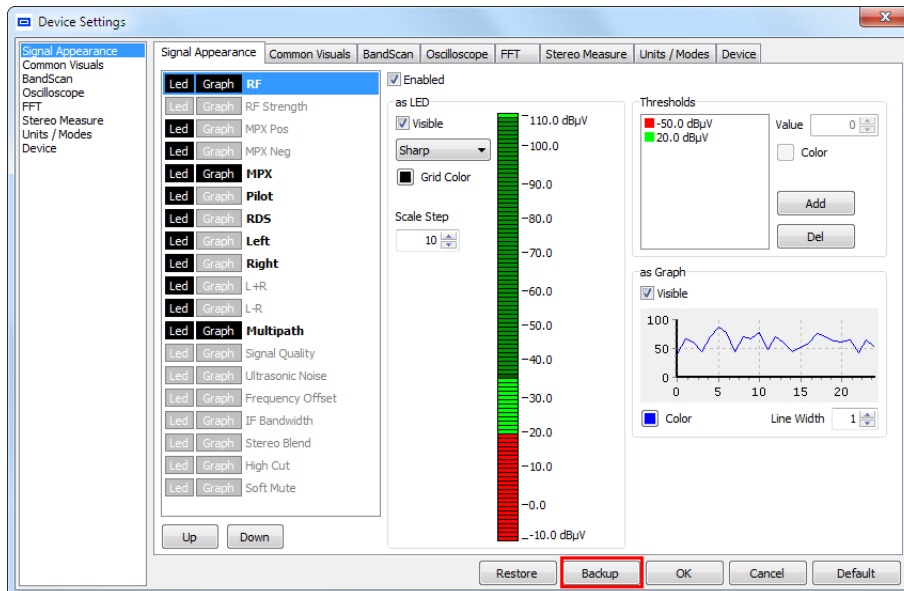 Device Settings
x
Signal Appearance
Common Visuals
BandScan
Oscilloscope
FFT
Stereo Measure
Units / Modes
Device
Signal Appearance Common Visuals BandScan Oscilloscope FFT Stereo Measure Units / Modes Device
Led Graph RF
Led Graph RF Strength
Led Graph MPX Pos
Led Graph MPX Neg
Led Graph MPX
Led Graph Pilot
Led Graph RDS
Led Graph Left
Led Graph Right
Led Graph L+R
Led Graph L-R
Led Graph Multipath
Led Graph Signal Quality
Led Graph Ultrasonic Noise
Led Graph Frequency Offset
Led Graph IF Bandwidth
Led Graph Stereo Blend
Led Graph High Cut
Led Graph Soft Mute
Up Down
Enabled
as LED
Visible
Sharp
Grid Color
Scale Step
10
110.0 dBµV
100.0
90.0
80.0
70.0
60.0
50.0
40.0
30.0
20.0
10.0
0.0
-10.0 dBµV
Thresholds
-50.0 dBµV
20.0 dBµV
Value 0
Color
Add
Del
as Graph
Visible
100
50
0
0 5 10 15 20
Color Line Width 1
Restore Backup OK Cancel Default